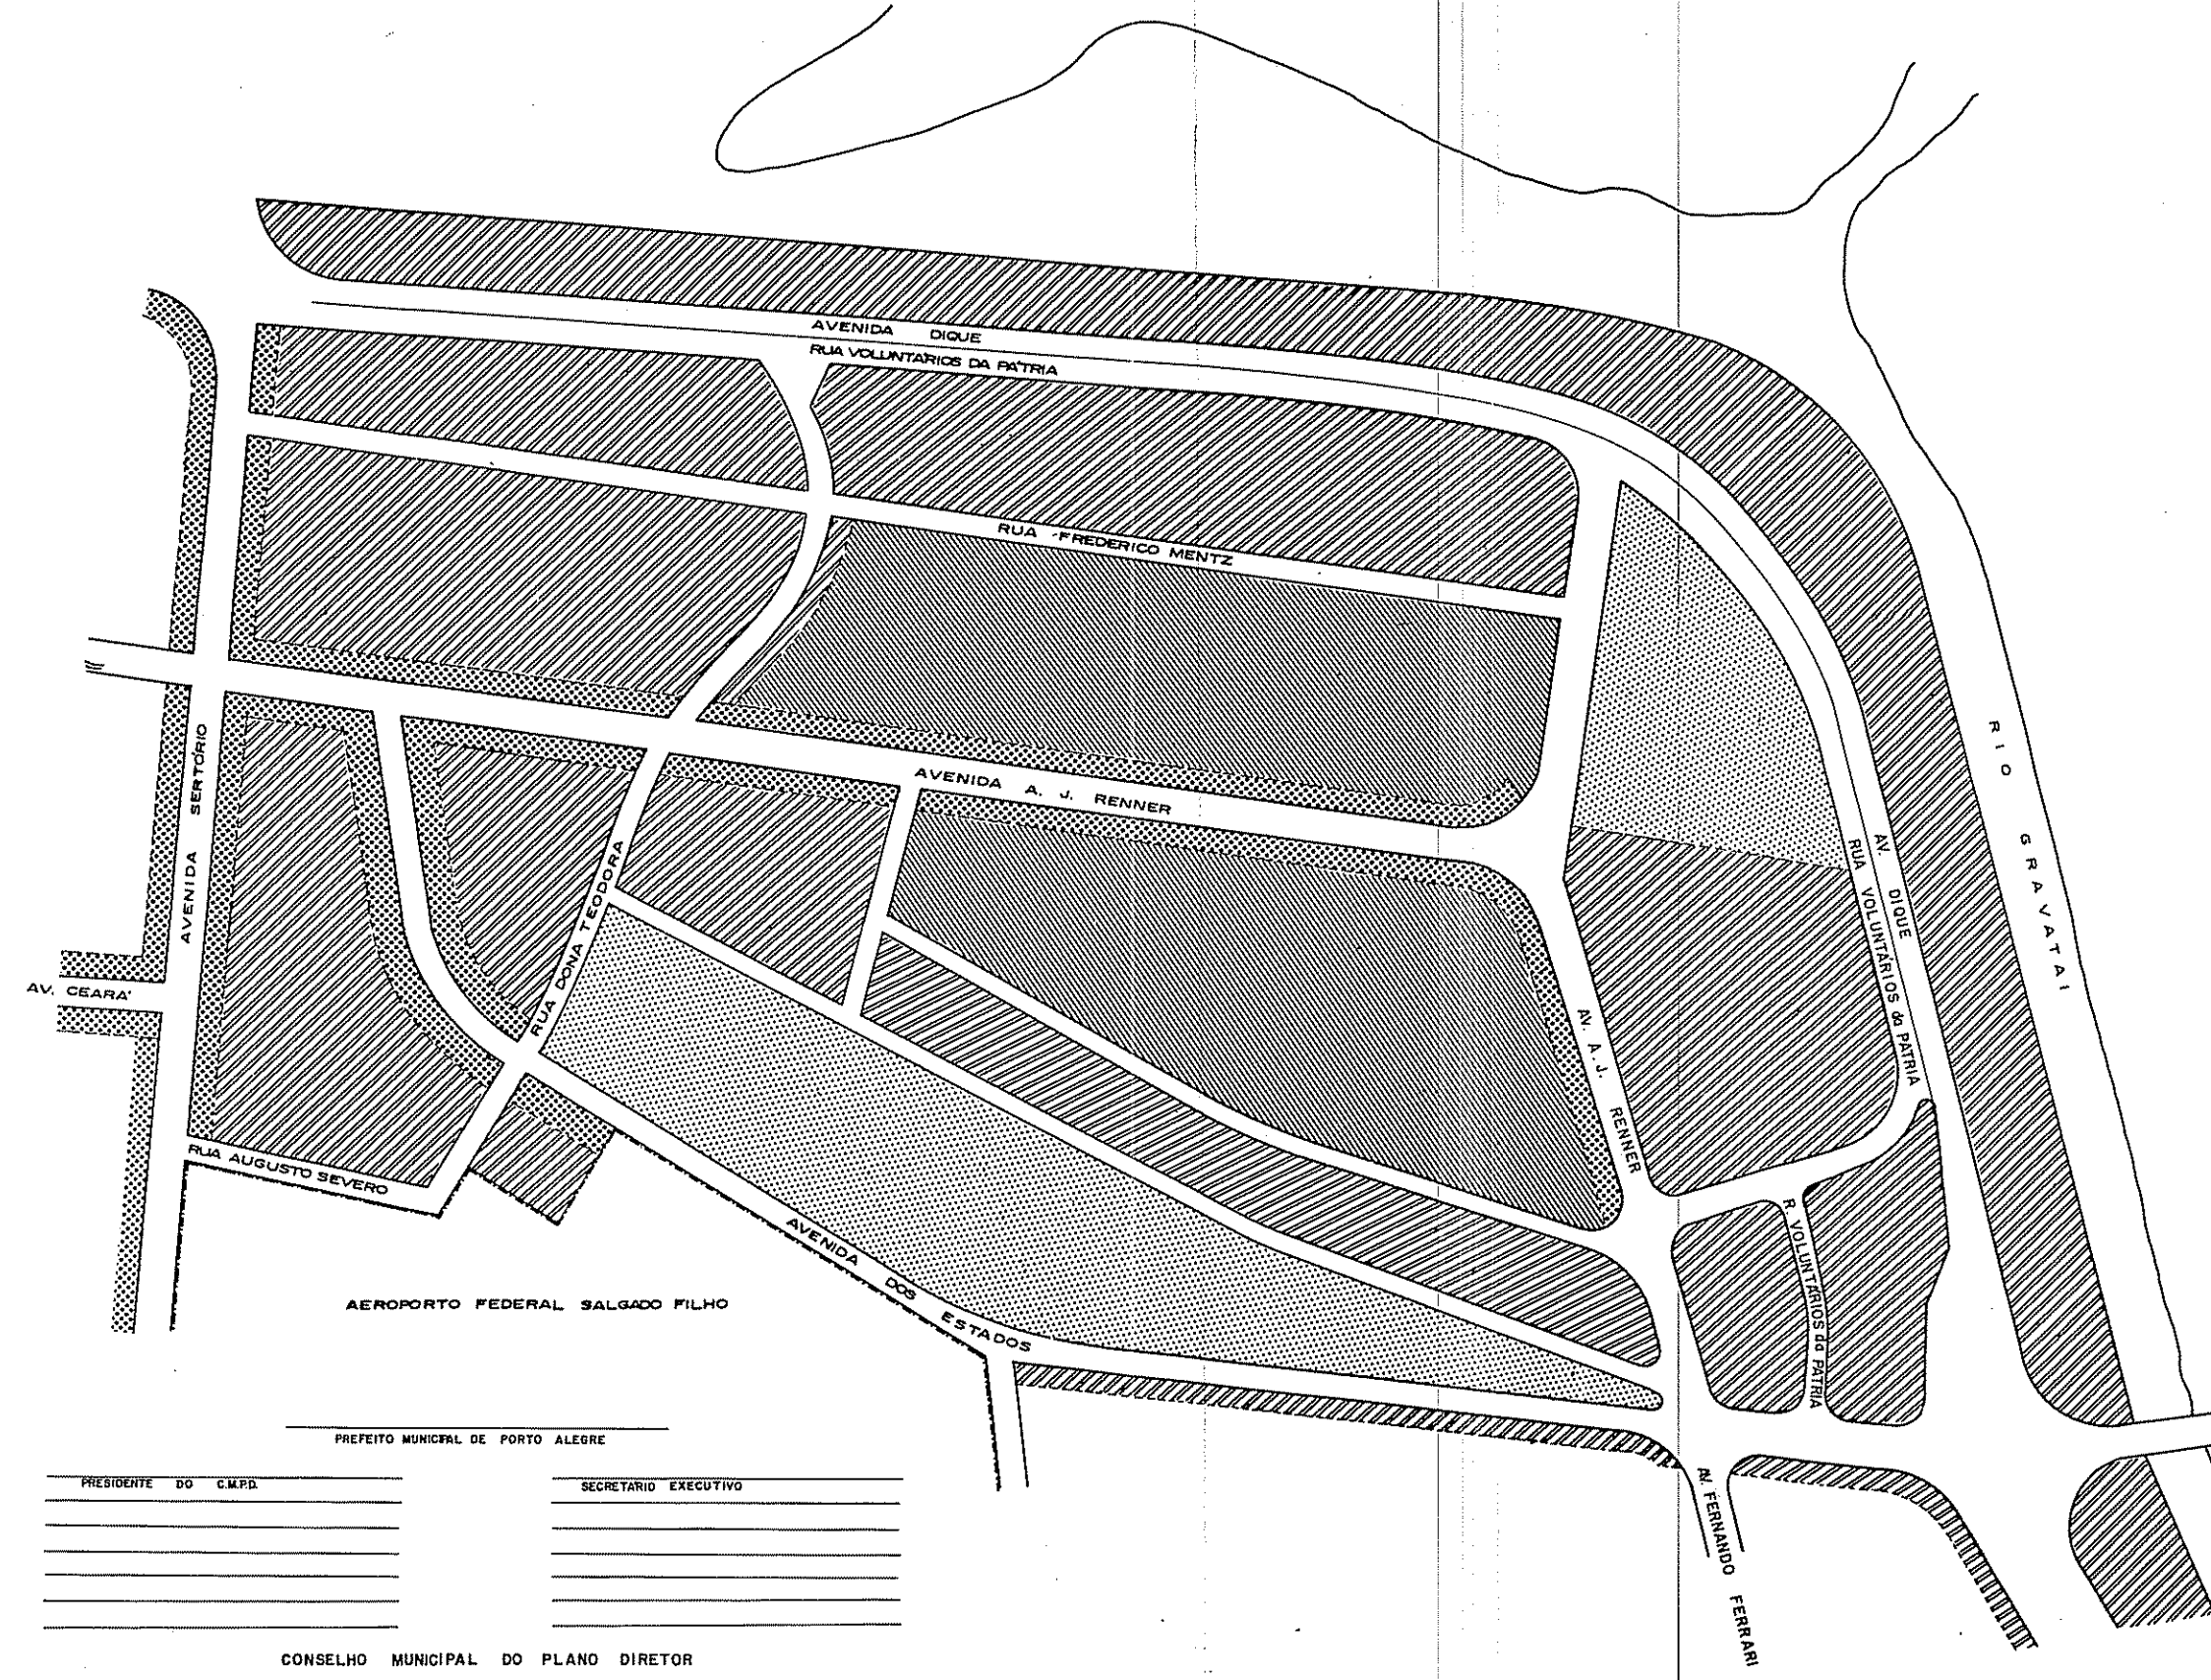 AVENIDA DIQUE
RUA VOLUNTÁRIOS DA PÁTRIA
RUA FREDERICO MENTZ
AVENIDA SERTÓRIO
AVENIDA A. J. RENNER
RIO GRAVATAI
AV. DIQUE
RUA VOLUNTÁRIOS da PATRIA
RUA DONA TEODORA
AV. CEARA'
AV. A. J. RENNER
RUA AUGUSTO SEVERO
R. VOLUNTARIOS da PATRIA
AVENIDA DOS ESTADOS
AEROPORTO FEDERAL SALGADO FILHO
AV. FERNANDO FERRARI
PREFEITO MUNICIPAL DE PORTO ALEGRE
PRESIDENTE DO C.M.P.D.
SECRETARIO EXECUTIVO
CONSELHO MUNICIPAL DO PLANO DIRETOR